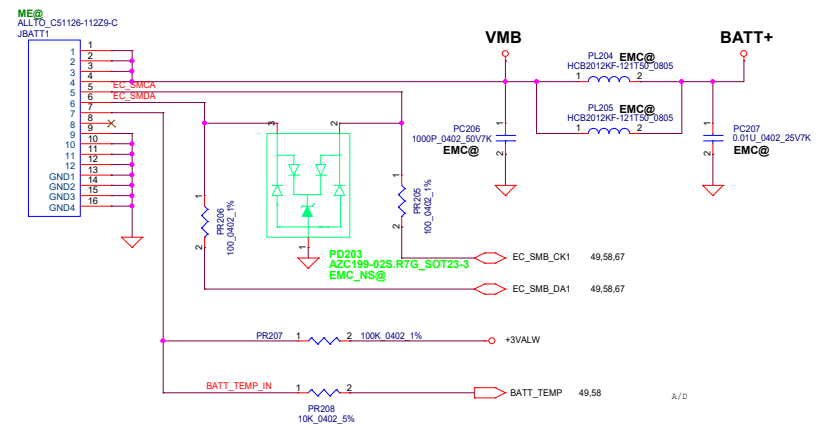 ME@
ALLTO_C51126-112Z9-C
JBATT1
1 1
2 2
3 3
4 4
5 5 EC_SMCA
6 6 EC_SMDA
7 7
8 8
9 9
10 10
11 11
12 12
GND1 13
GND2 14
GND3 15
GND4 16
VMB
BATT+
PL204 EMC@
HCB2012KF-121T50_0805
1 2
PL205 EMC@
HCB2012KF-121T50_0805
1 2
PC206
1000P_0402_50V7K
EMC@
1
2
PC207
0.01U_0402_25V7K
EMC@
1
2
3
2
1
PD203
AZC199-02S.R7G_SOT23-3
EMC_NS@
1
2
PR206
100_0402_1%
1
2
PR205
100_0402_1%
EC_SMB_CK1 49,58,67
EC_SMB_DA1 49,58,67
PR207 1 2 100K_0402_1%
+3VALW
BATT_TEMP_IN 1 2
PR208
10K_0402_5%
BATT_TEMP 49,58
A/D